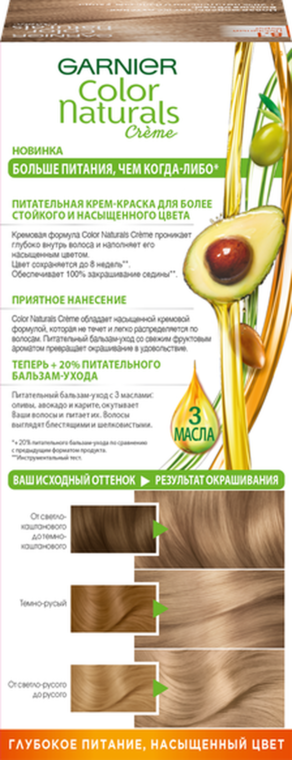 GARNIER
Color
Naturals
Crème
НОВИНКА
БОЛЬШЕ ПИТАНИЯ, ЧЕМ КОГДА-ЛИБО*
ПИТАТЕЛЬНАЯ КРЕМ-КРАСКА ДЛЯ БОЛЕЕ
СТОЙКОГО И НАСЫЩЕННОГО ЦВЕТА
Кремовая формула Color Naturals Crème проникает
глубоко внутрь волоса и наполняет его
насыщенным цветом.
Цвет сохраняется до 8 недель**.
Обеспечивает 100% закрашивание седины**.
ПРИЯТНОЕ НАНЕСЕНИЕ
Color Naturals Crème обладает насыщенной кремовой
формулой, которая не течет и легко распределяется по
волосам. Питательный бальзам-уход со свежим фруктовым
ароматом превращает окрашивание в удовольствие.
ТЕПЕРЬ + 20% ПИТАТЕЛЬНОГО
БАЛЬЗАМ-УХОДА
Питательный бальзам-уход с 3 маслами:
оливы, авокадо и карите, окутывает
Ваши волосы и питает их. Волосы
выглядят блестящими и шелковистыми.
3
МАСЛА
*+ 20% питательного бальзам-ухода по сравнению
с предыдущим форматом продукта.
**Инструментальный тест.
ВАШ ИСХОДНЫЙ ОТТЕНОК РЕЗУЛЬТАТ ОКРАШИВАНИЯ
От светло-
каштанового
до темно-
каштанового
Темно-русый
От светло-русого
до русого
ГЛУБОКОЕ ПИТАНИЕ, НАСЫЩЕННЫЙ ЦВЕТ